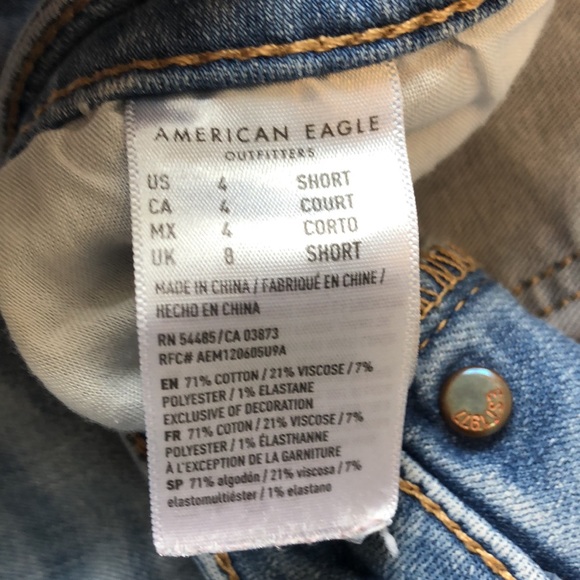 AMERICAN EAGLE
OUTFITTERS
US 4 SHORT
CA 4 COURT
MX 4 CORTO
UK 8 SHORT
MADE IN CHINA / FABRIQUÉ EN CHINE /
HECHO EN CHINA
RN 54485/CA 03873
RFC# AEM120605U9A
EN 71% COTTON / 21% VISCOSE / 7%
POLYESTER / 1% ELASTANE
EXCLUSIVE OF DECORATION
FR 71% COTON / 21% VISCOSE / 7%
POLYESTER / 1% ÉLASTHANNE
À L'EXCEPTION DE LA GARNITURE
SP 71% algodón / 21% viscosa / 7%
elastomultiéster / 1% elastano